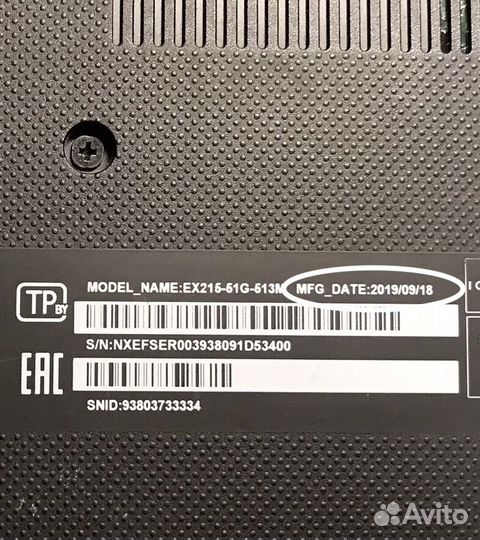 TP BY
MODEL_NAME:EX215-51G-513M MFG_DATE:2019/09/18
S/N:NXEFSER003938091D53400
EAC
SNID:93803733334
Avito